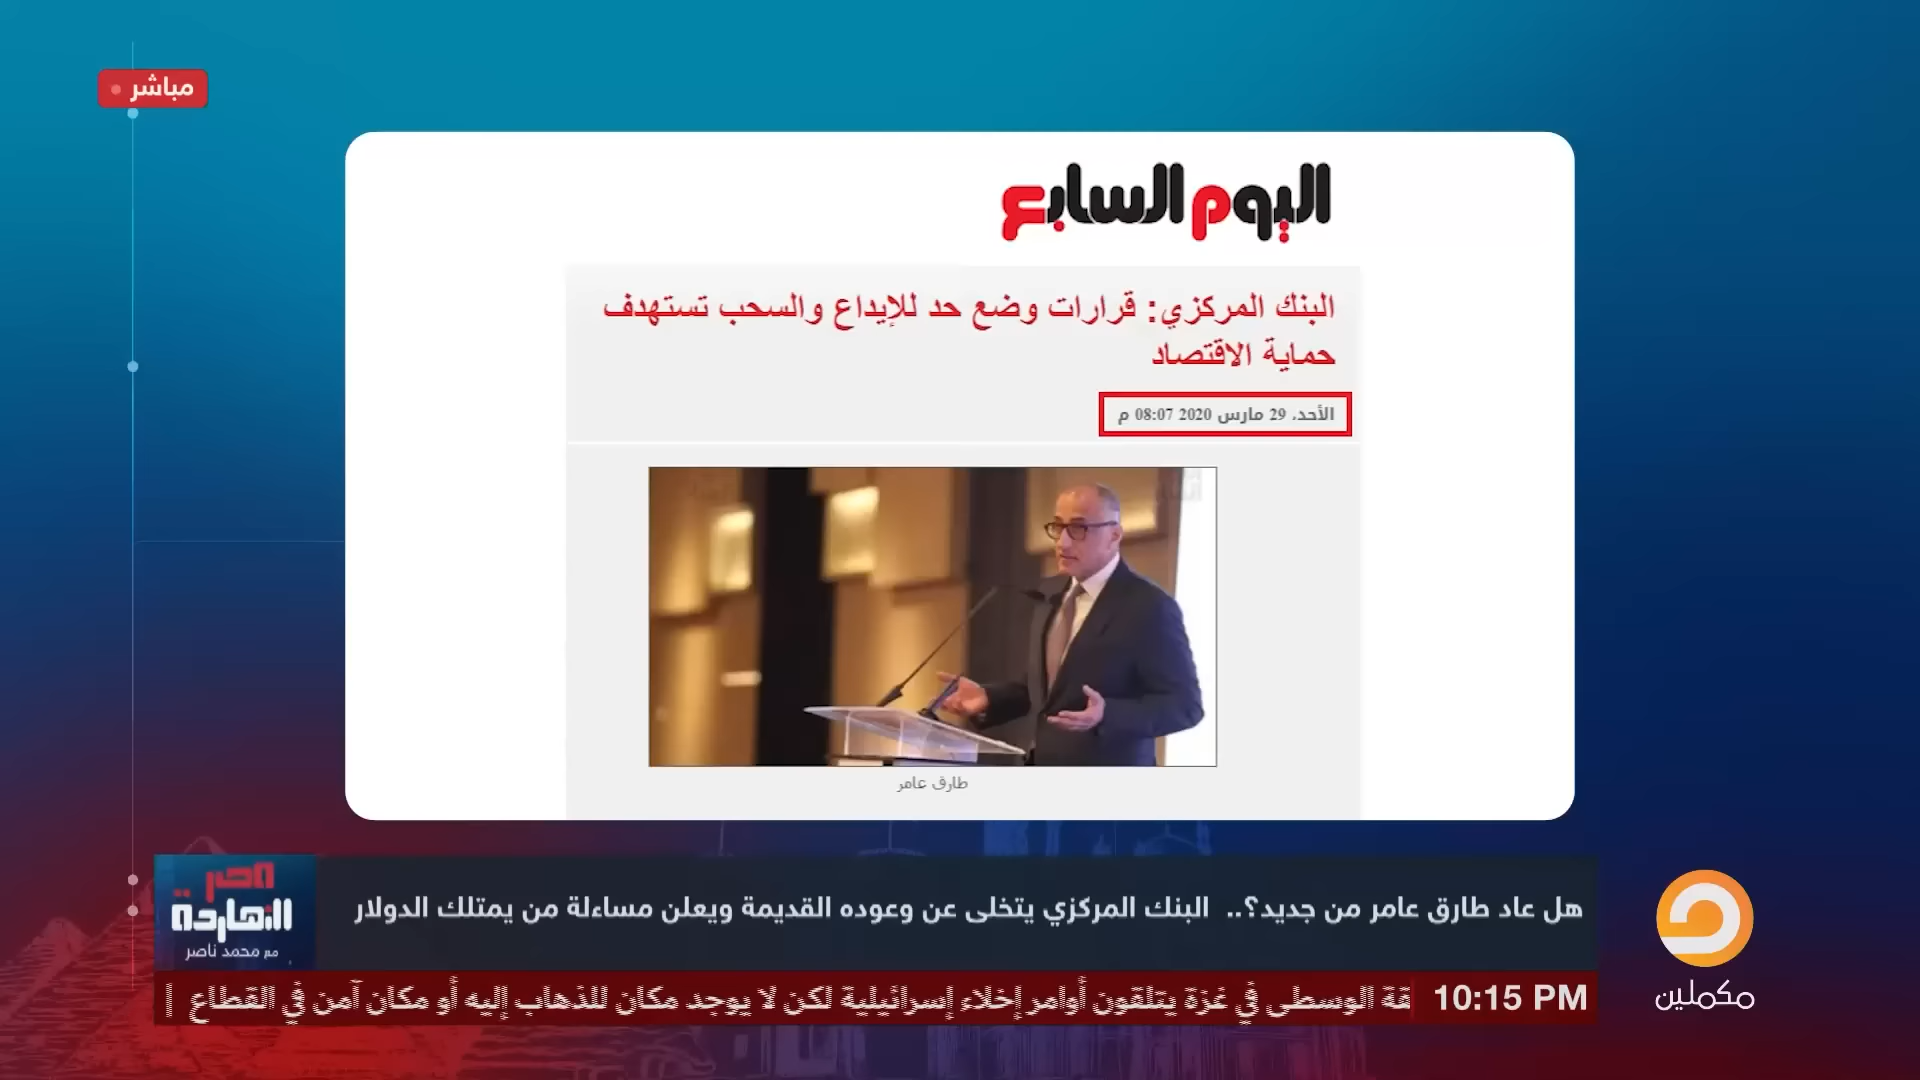 مباشر
اليوم السابع
البنك المركزي: قرارات وضع حد للإيداع والسحب تستهدف
حماية الاقتصاد
الأحد، 29 مارس 2020 08:07 م
طارق عامر
مصر النهاردة
مع محمد ناصر
هل عاد طارق عامر من جديد؟.. البنك المركزي يتخلى عن وعوده القديمة ويعلن مساءلة من يمتلك الدولار
10:15 PM
قة الوسطى في غزة يتلقون أوامر إخلاء إسرائيلية لكن لا يوجد مكان للذهاب إليه أو مكان آمن في القطاع |
مكملين